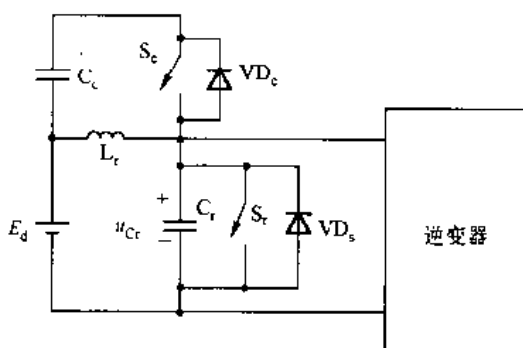 S_c
VD_c
C_c
L_r
+
C_r
S_r
E_d
u_Cr
−
VD_s
逆变器